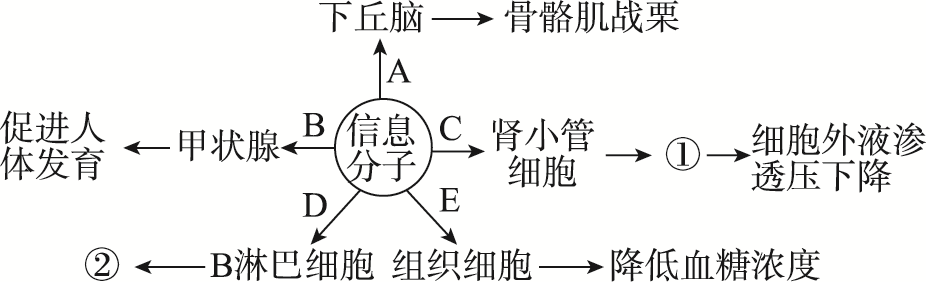 下丘脑 骨骼肌战栗
A
促进人
体发育
甲状腺
B
信息
分子
C
肾小管
细胞
①
细胞外液渗
透压下降
D
E
② B淋巴细胞 组织细胞 降低血糖浓度